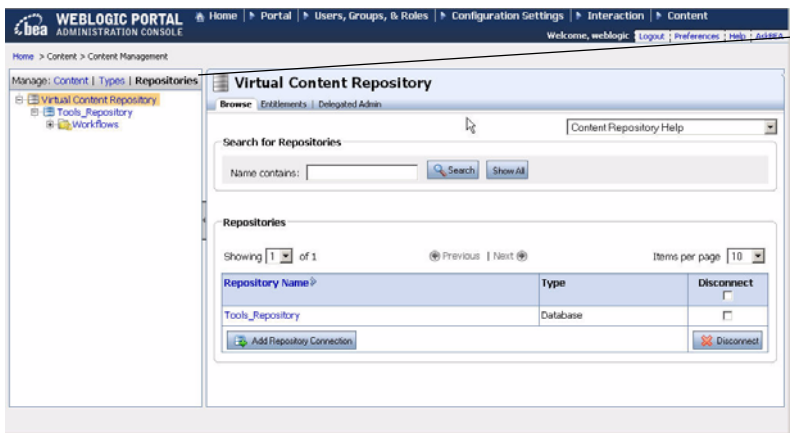 bea WEBLOGIC PORTAL ADMINISTRATION CONSOLE
Home | Portal | Users, Groups, & Roles | Configuration Settings | Interaction | Content
Welcome, weblogic Logout Preferences Help AskBEA
Home > Content > Content Management
Manage: Content | Types | Repositories
Virtual Content Repository
Tools_Repository
Workflows
Virtual Content Repository
Browse Entitlements | Delegated Admin
Content Repository Help
Search for Repositories
Name contains: Search Show All
Repositories
Showing 1 of 1 Previous | Next Items per page 10
Repository Name Type Disconnect
Tools_Repository Database
Add Repository Connection Disconnect